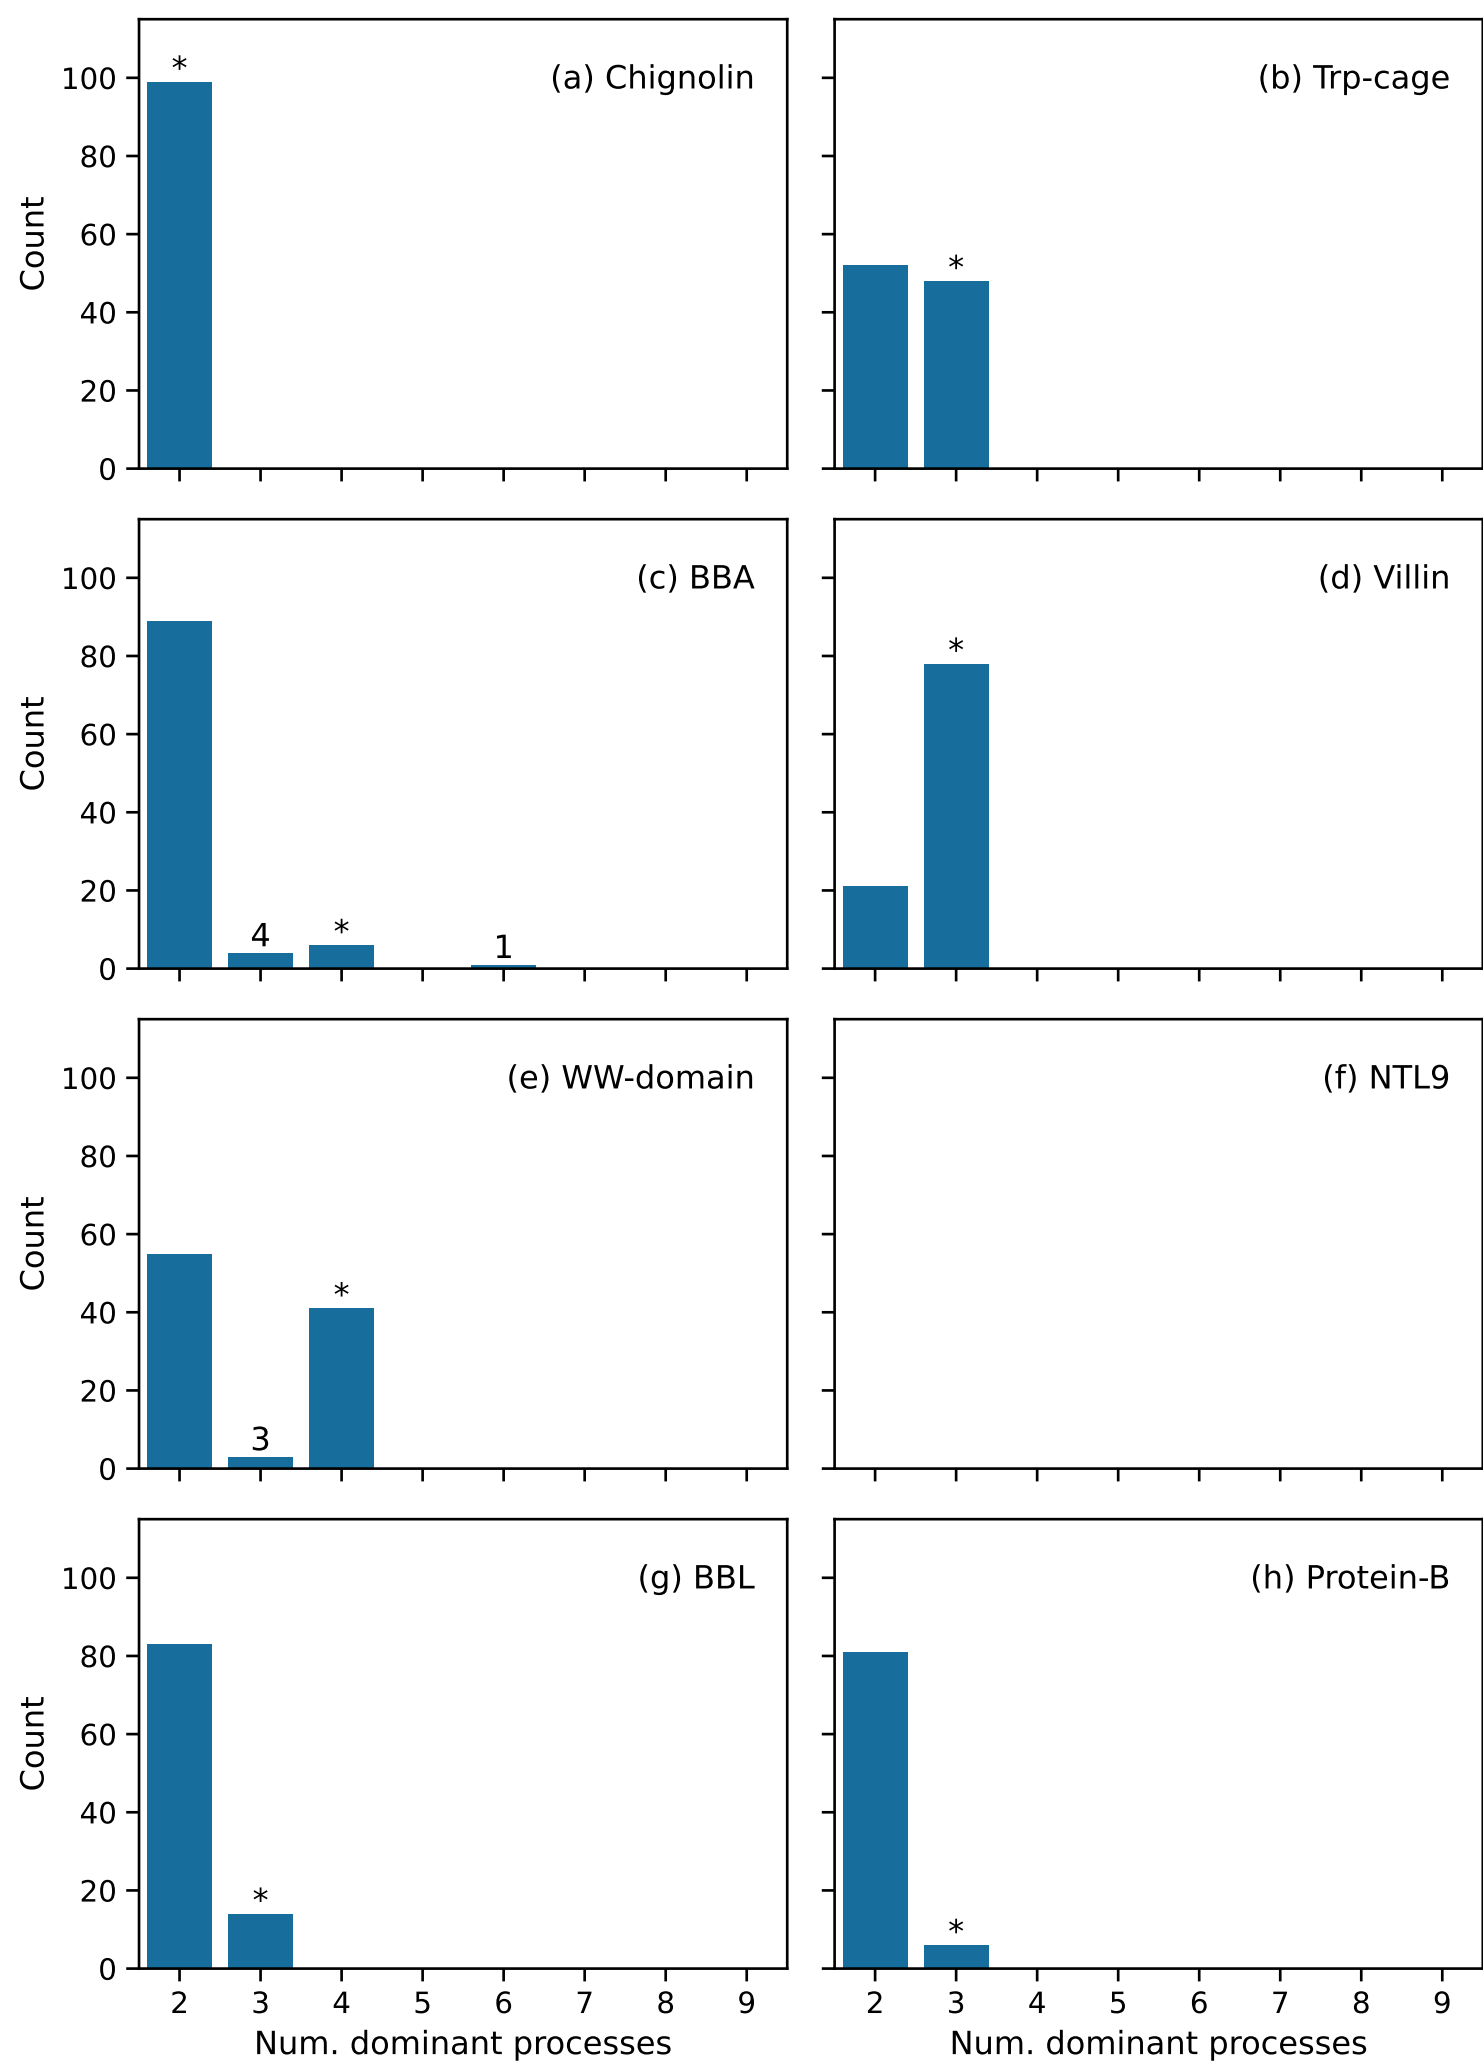 (a) Chignolin
*
100
80
60
40
20
0
Count
(b) Trp-cage
*
(c) BBA
100
80
60
40
20
0
Count
4
*
1
(d) Villin
*
(e) WW-domain
100
80
60
40
20
0
Count
3
*
(f) NTL9
(g) BBL
100
80
60
40
20
0
Count
*
2 3 4 5 6 7 8 9
Num. dominant processes
(h) Protein-B
*
2 3 4 5 6 7 8 9
Num. dominant processes